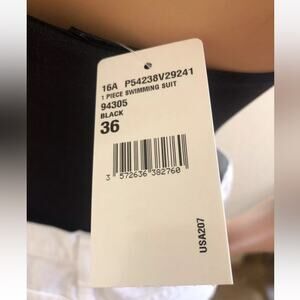 16A P54238V29241
1 PIECE SWIMMING SUIT
94305
BLACK
36
3 572636 382760
USA207